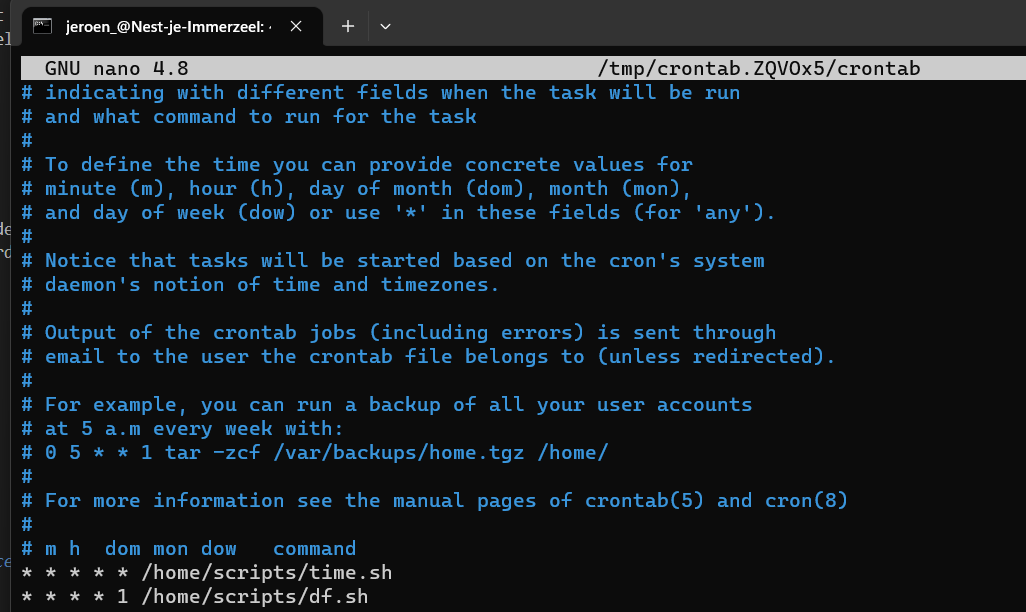 jeroen_@Nest-je-Immerzeel:
GNU nano 4.8 /tmp/crontab.ZQVOx5/crontab
# indicating with different fields when the task will be run
# and what command to run for the task
#
# To define the time you can provide concrete values for
# minute (m), hour (h), day of month (dom), month (mon),
# and day of week (dow) or use '*' in these fields (for 'any').
#
# Notice that tasks will be started based on the cron's system
# daemon's notion of time and timezones.
#
# Output of the crontab jobs (including errors) is sent through
# email to the user the crontab file belongs to (unless redirected).
#
# For example, you can run a backup of all your user accounts
# at 5 a.m every week with:
# 0 5 * * 1 tar -zcf /var/backups/home.tgz /home/
#
# For more information see the manual pages of crontab(5) and cron(8)
#
# m h  dom mon dow   command
* * * * * /home/scripts/time.sh
* * * * 1 /home/scripts/df.sh